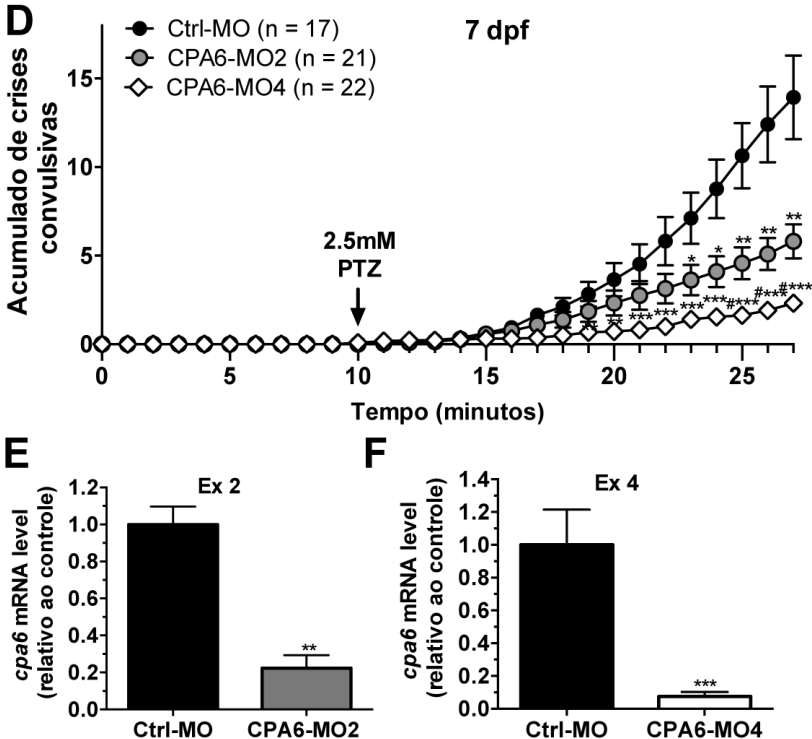 D
Ctrl-MO (n = 17)
CPA6-MO2 (n = 21)
CPA6-MO4 (n = 22)
7 dpf
Acumulado de crises
convulsivas
15
10
5
0
2.5mM
PTZ
* * ** ** **
** ** *** *** *** *** #*** #*** #***
0 5 10 15 20 25
Tempo (minutos)
E
Ex 2
cpa6 mRNA level
(relativo ao controle)
1.2
1.0
0.8
0.6
0.4
0.2
0.0
**
Ctrl-MO CPA6-MO2
F
Ex 4
cpa6 mRNA level
(relativo ao controle)
1.4
1.2
1.0
0.8
0.6
0.4
0.2
0.0
***
Ctrl-MO CPA6-MO4